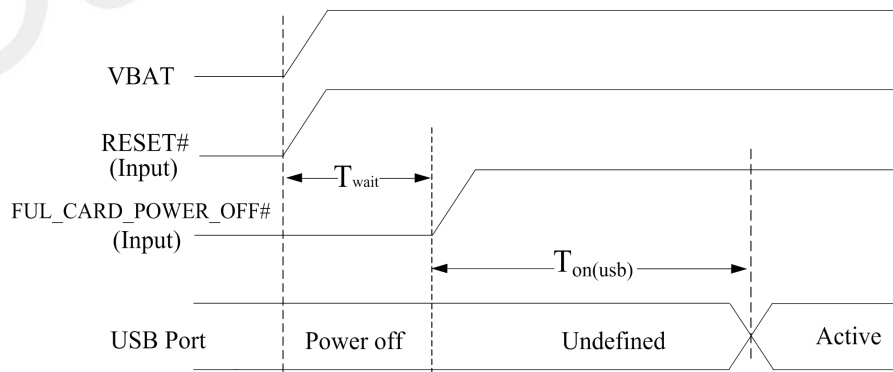 VBAT
RESET#
(Input)
Twait
FUL_CARD_POWER_OFF#
(Input)
Ton(usb)
USB Port Power off Undefined Active